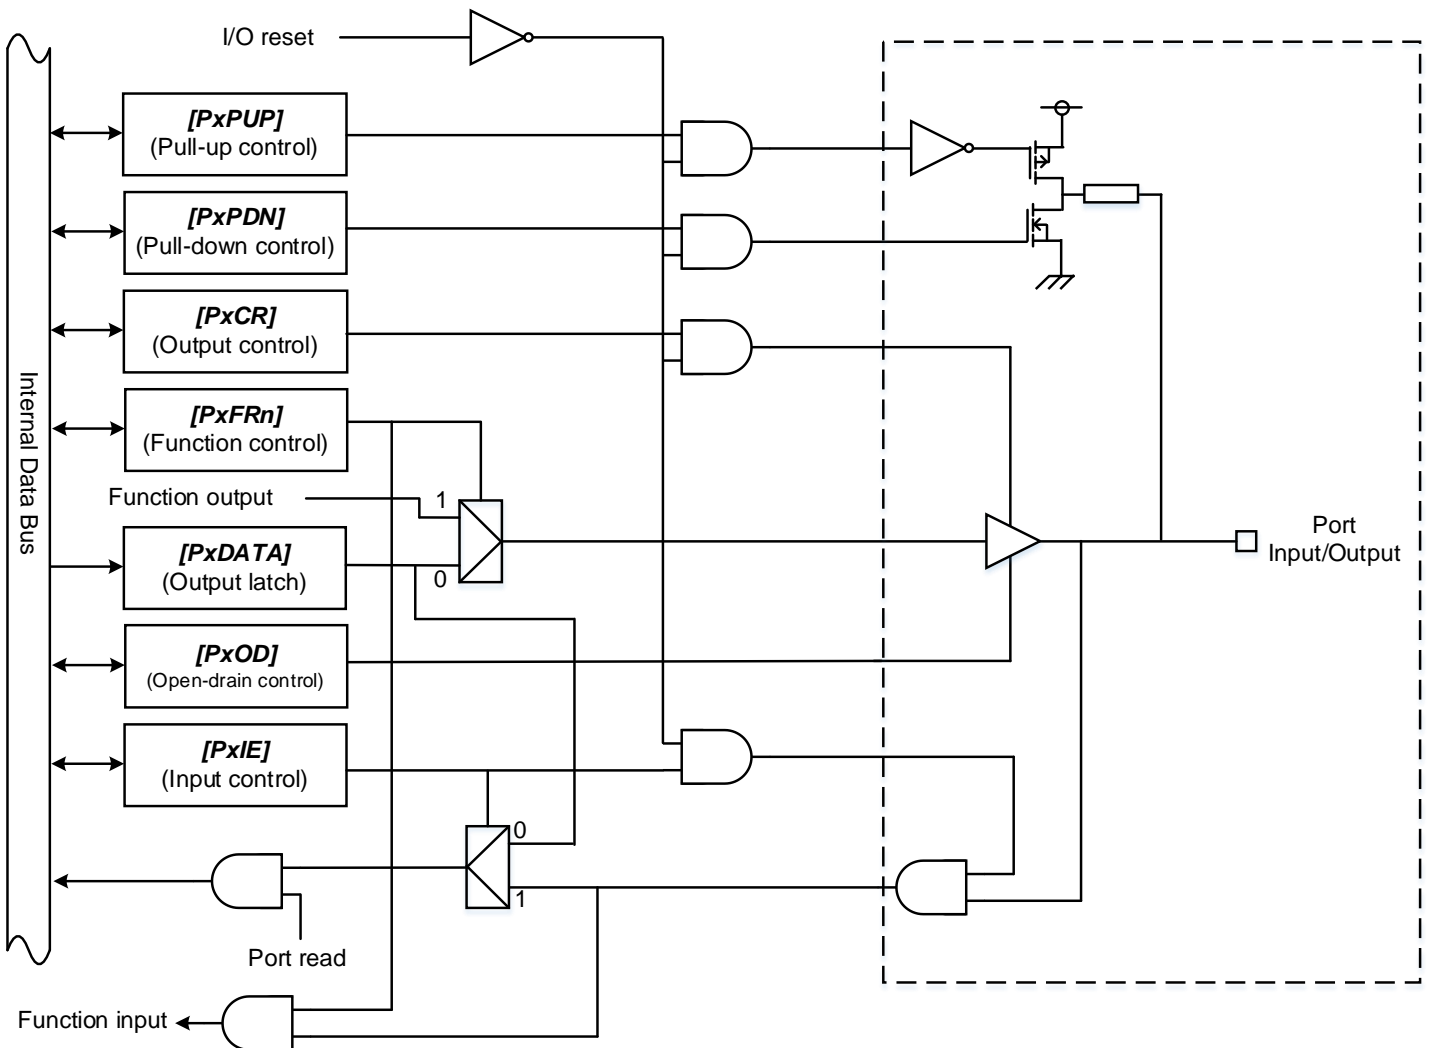 I/O reset
[PxPUP]
(Pull-up control)
[PxPDN]
(Pull-down control)
[PxCR]
(Output control)
[PxFRn]
(Function control)
Internal Data Bus
Function output
1
[PxDATA]
(Output latch)
0
Port
Input/Output
[PxOD]
(Open-drain control)
[PxIE]
(Input control)
0
1
Port read
Function input